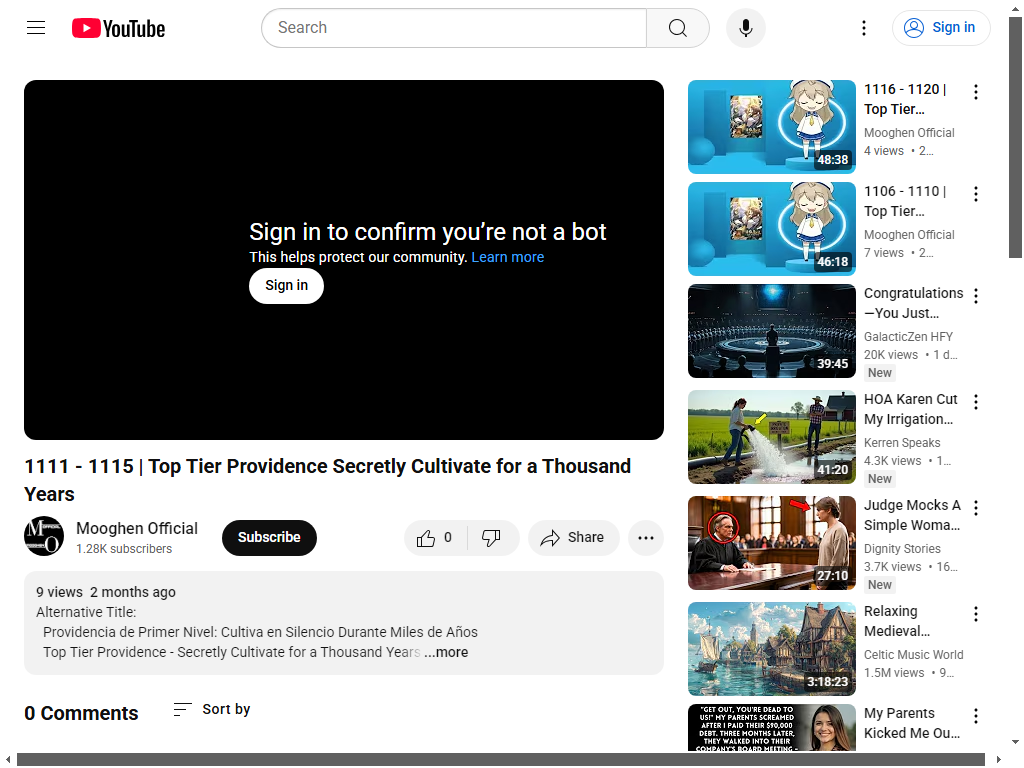 YouTube
Search
Sign in
Sign in to confirm you're not a bot
This helps protect our community. Learn more
Sign in
1111 - 1115 | Top Tier Providence Secretly Cultivate for a Thousand
Years
Mooghen Official
1.28K subscribers
Subscribe
0
Share
9 views 2 months ago
Alternative Title:
Providencia de Primer Nivel: Cultiva en Silencio Durante Miles de Años
Top Tier Providence - Secretly Cultivate for a Thousand Years ...more
0 Comments
Sort by
48:38
1116 - 1120 |
Top Tier...
Mooghen Official
4 views • 2...
46:18
1106 - 1110 |
Top Tier...
Mooghen Official
7 views • 2...
39:45
Congratulations
—You Just...
GalacticZen HFY
20K views • 1 d...
New
41:20
HOA Karen Cut
My Irrigation...
Kerren Speaks
4.3K views • 1...
New
27:10
Judge Mocks A
Simple Woma...
Dignity Stories
3.7K views • 16...
New
3:18:23
Relaxing
Medieval...
Celtic Music World
1.5M views • 9...
"GET OUT, YOU'RE DEAD TO
US!" MY PARENTS SCREAMED
AFTER I PAID THEIR $90,000
DEBT. THREE MONTHS LATER,
THEY WALKED INTO THEIR
COMPANY'S BOARD MEETING –
My Parents
Kicked Me Ou...